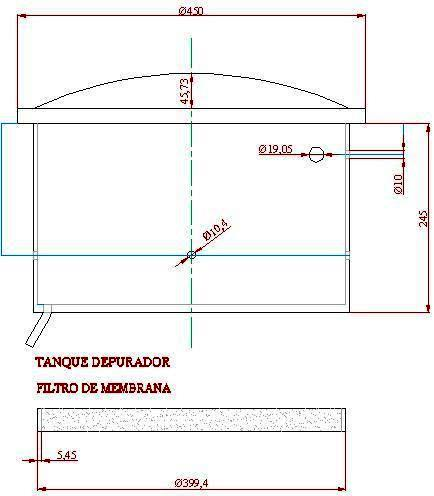 Ø450
45,73
Ø19,05
Ø10
Ø10,4
245
TANQUE DEPURADOR
FILTRO DE MEMBRANA
5,45
Ø399,4